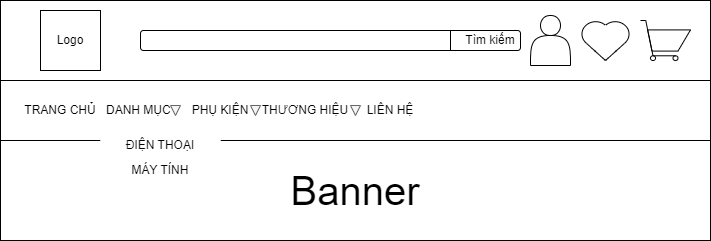 Logo
Tìm kiếm
TRANG CHỦ DANH MỤC PHỤ KIỆN THƯƠNG HIỆU LIÊN HỆ
ĐIỆN THOẠI
MÁY TÍNH
Banner